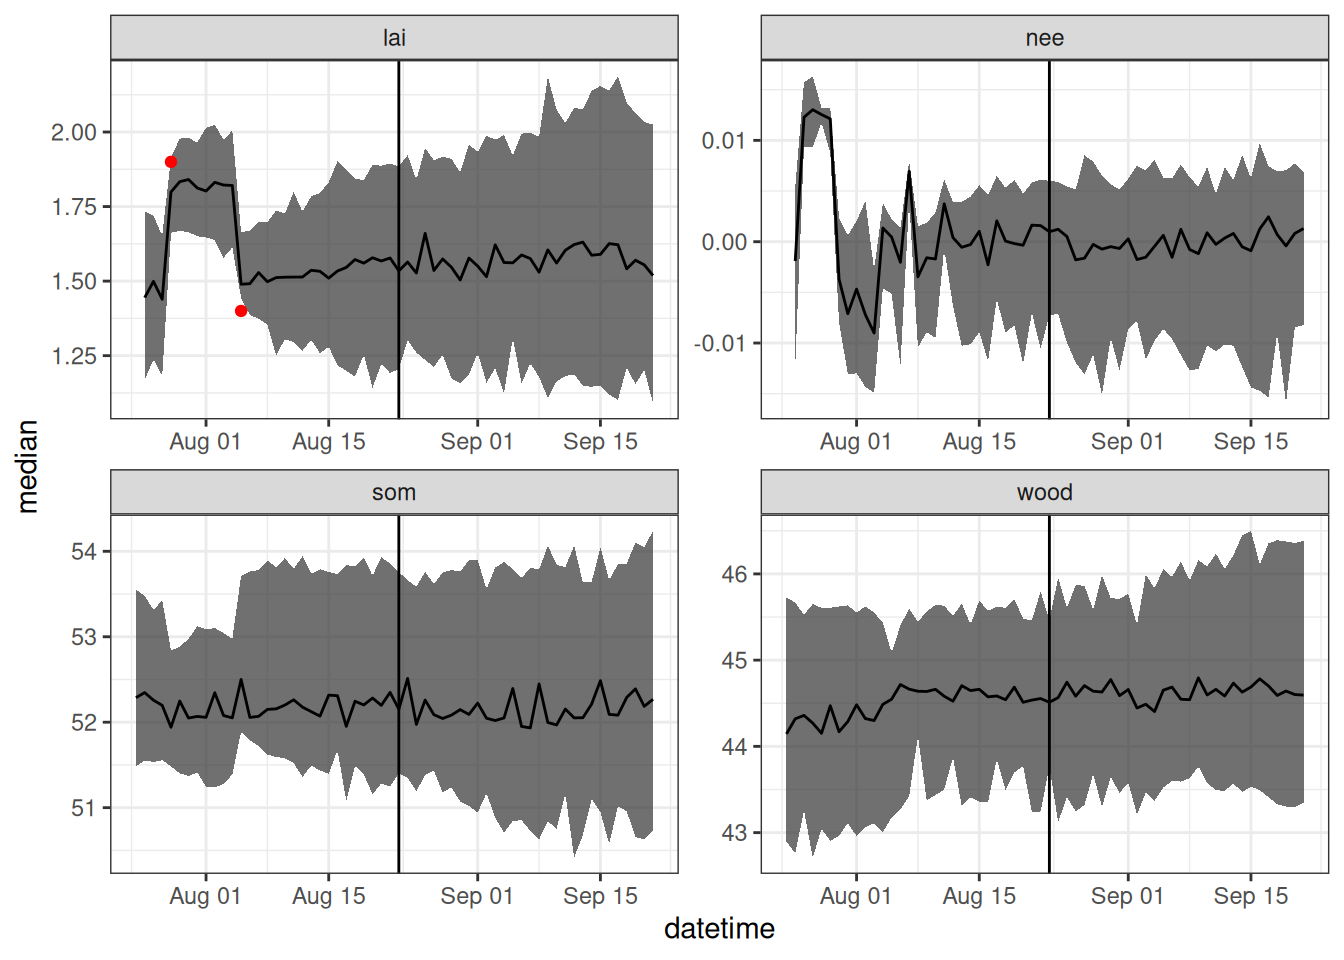 lai
nee
2.00
1.75
1.50
1.25
0.01
0.00
-0.01
Aug 01 Aug 15 Sep 01 Sep 15
Aug 01 Aug 15 Sep 01 Sep 15
median
som
wood
54
53
52
51
46
45
44
43
Aug 01 Aug 15 Sep 01 Sep 15
Aug 01 Aug 15 Sep 01 Sep 15
datetime